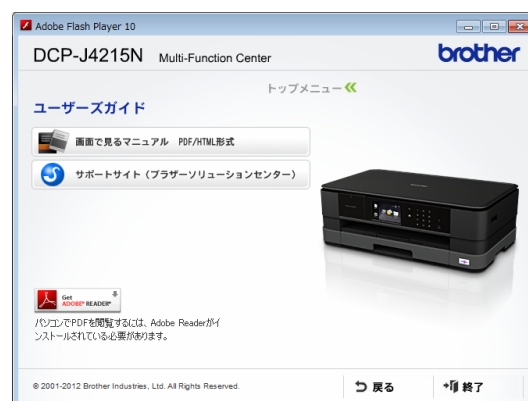 Adobe Flash Player 10
DCP-J4215N Multi-Function Center
brother
トップメニュー
ユーザーズガイド
画面で見るマニュアル PDF/HTML形式
サポートサイト(ブラザーソリューションセンター)
Get
ADOBE® READER®
パソコンでPDFを閲覧するには、Adobe Readerがイ
ンストールされている必要があります。
© 2001-2012 Brother Industries, Ltd. All Rights Reserved.
戻る
終了